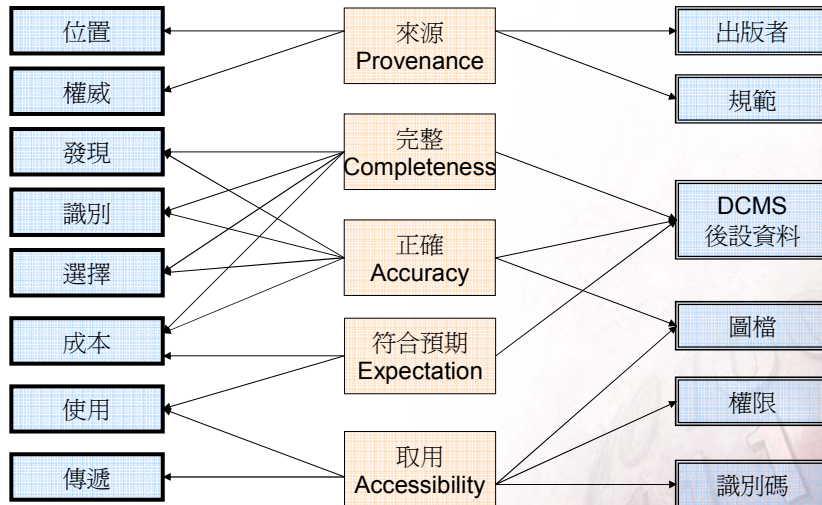 位置
權威
發現
識別
選擇
成本
使用
傳遞
來源
Provenance
完整
Completeness
正確
Accuracy
符合預期
Expectation
取用
Accessibility
出版者
規範
DCMS
後設資料
圖檔
權限
識別碼